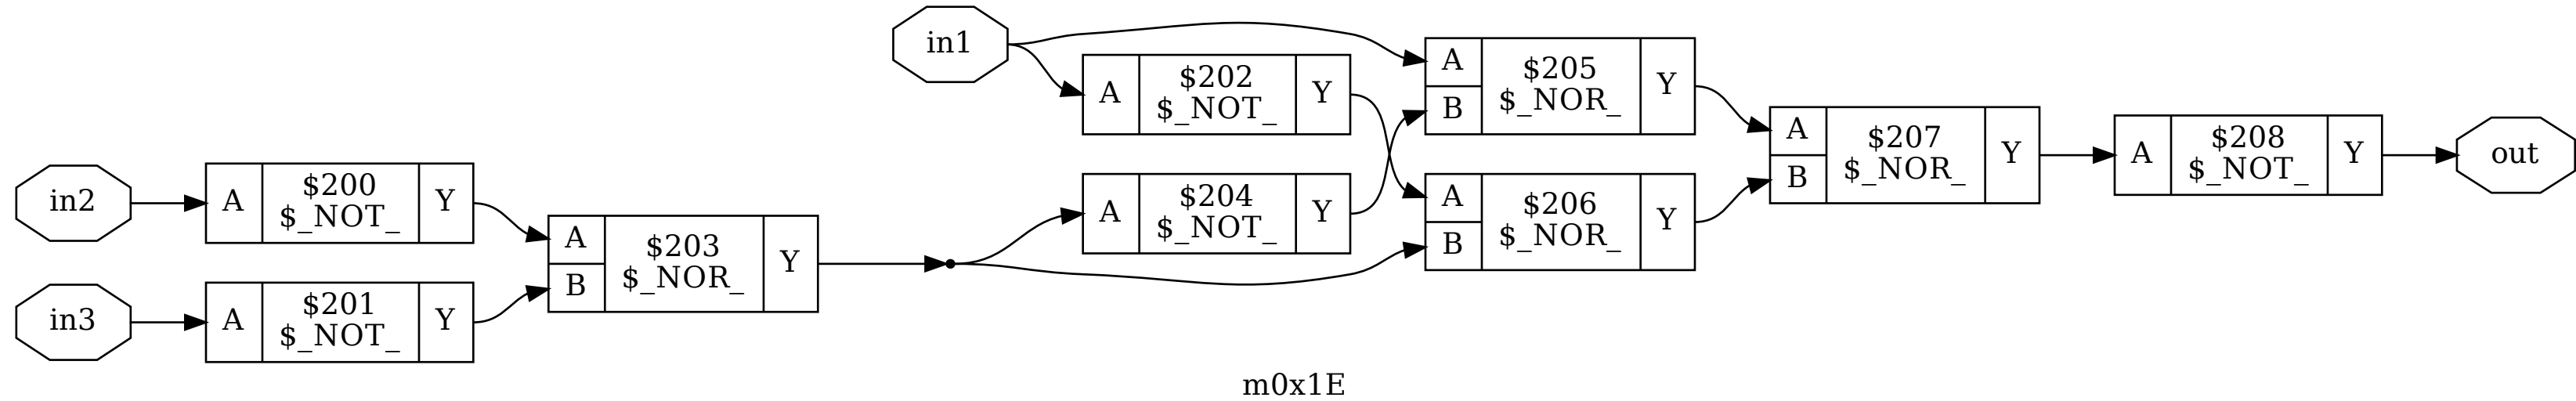 in1
A
$202
$_NOT_
Y
A
B
$205
$_NOR_
Y
in2
A
$200
$_NOT_
Y
in3
A
$201
$_NOT_
Y
A
B
$203
$_NOR_
Y
A
$204
$_NOT_
Y
A
B
$206
$_NOR_
Y
A
B
$207
$_NOR_
Y
A
$208
$_NOT_
Y
out
m0x1E